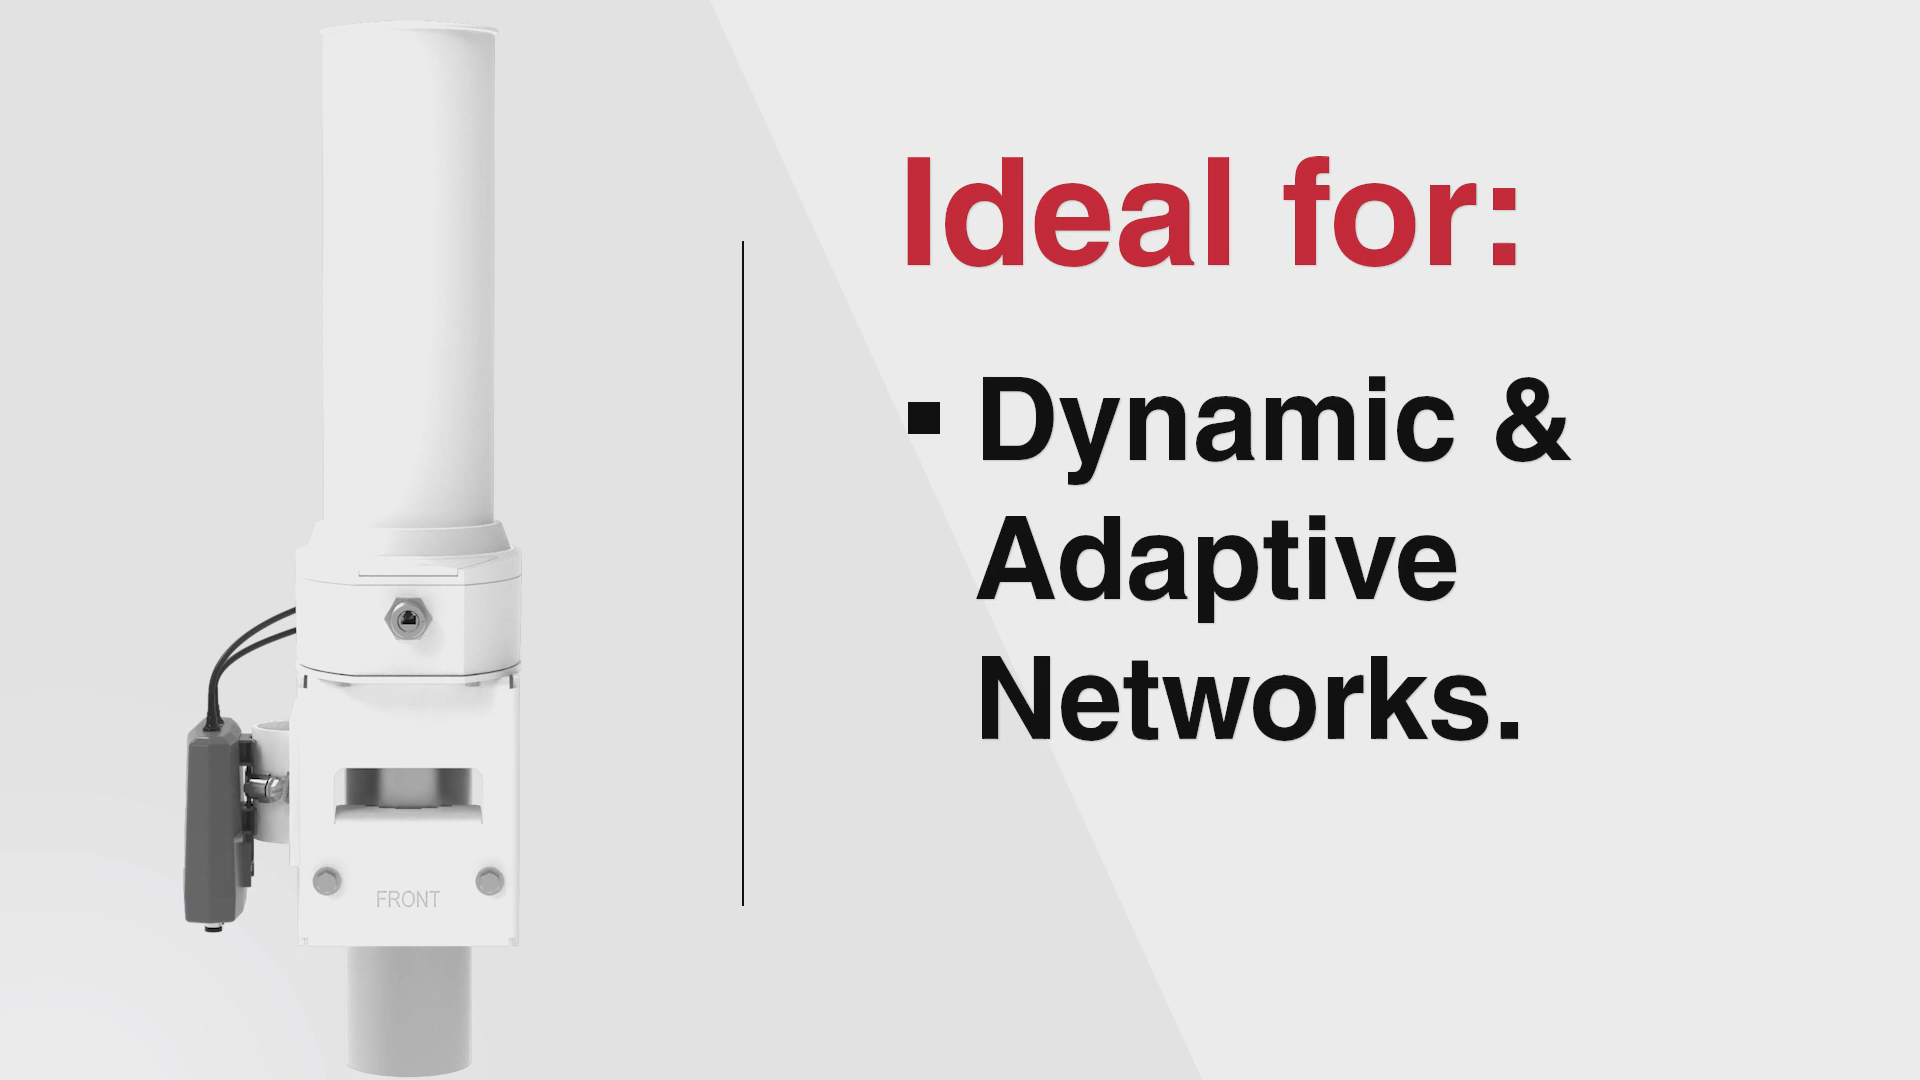 Ideal for:
▪ Dynamic &
Adaptive
Networks.
FRONT